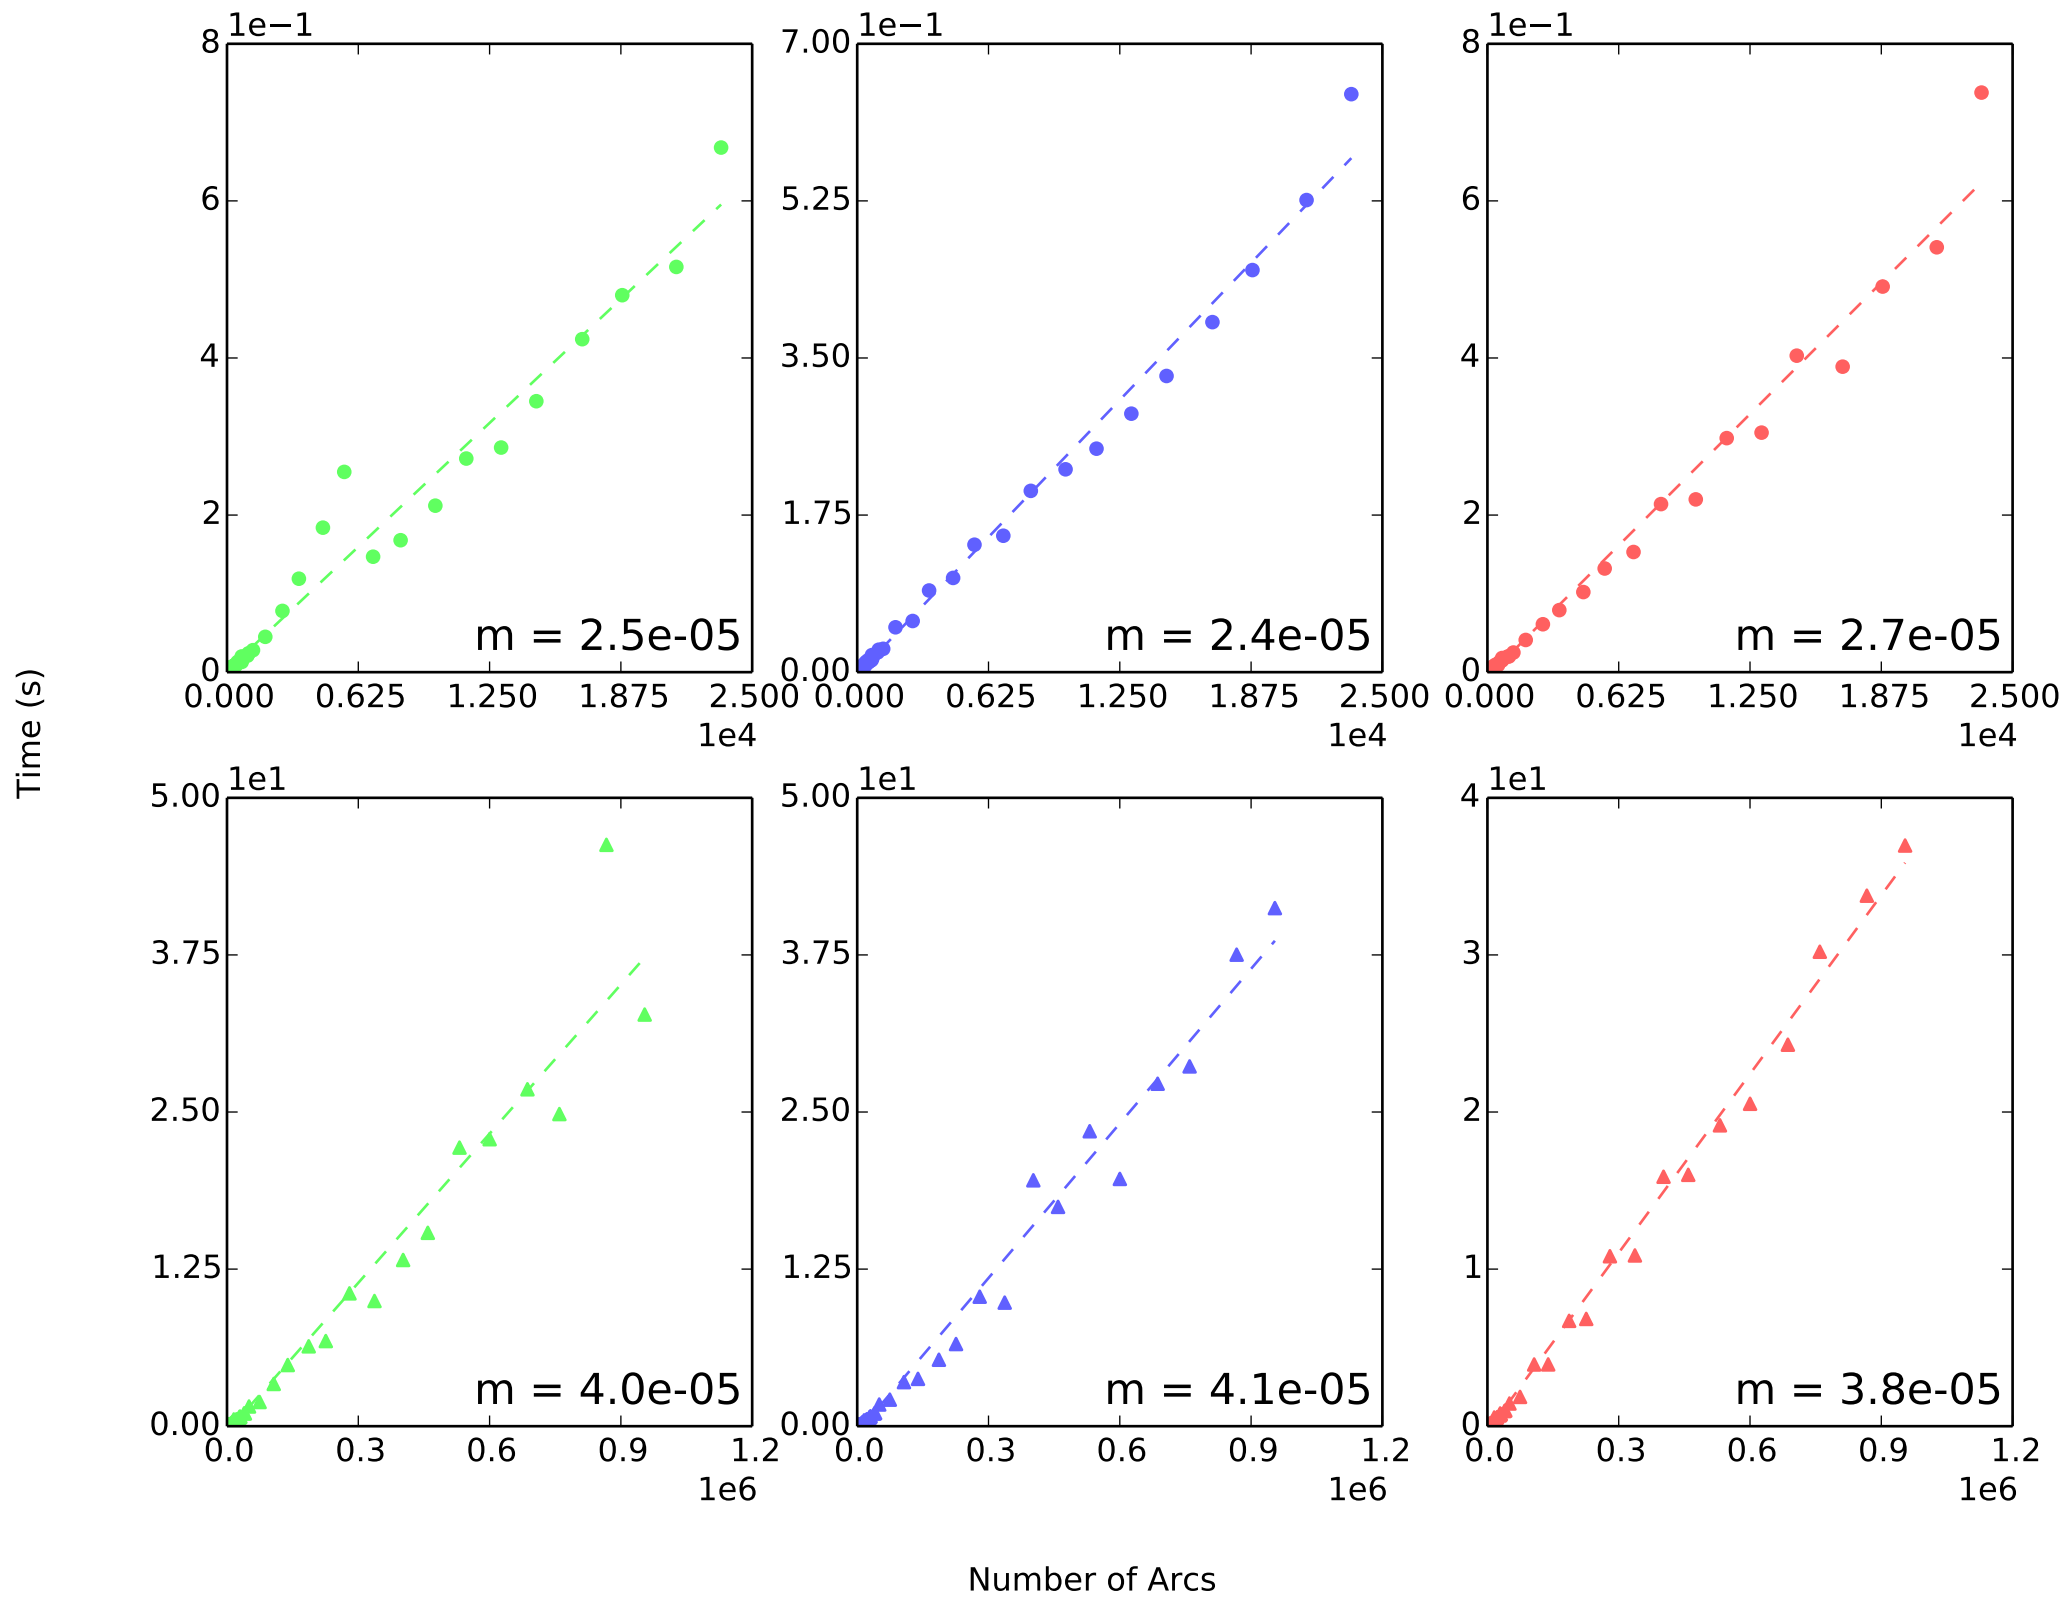 1e−1 1e−1 1e−1
8 7.00 8
6 5.25 6
4 3.50 4
2 1.75 2
m = 2.5e-05 m = 2.4e-05 m = 2.7e-05
0 0.00 0
0.000 0.625 1.250 1.875 2.500 0.000 0.625 1.250 1.875 2.500 0.000 0.625 1.250 1.875 2.500
1e4 1e4 1e4
Time (s)
1e1 1e1 1e1
5.00 5.00 4
3.75 3.75 3
2.50 2.50 2
1.25 1.25 1
m = 4.0e-05 m = 4.1e-05 m = 3.8e-05
0.00 0.00 0
0.0 0.3 0.6 0.9 1.2 0.0 0.3 0.6 0.9 1.2 0.0 0.3 0.6 0.9 1.2
1e6 1e6 1e6
Number of Arcs